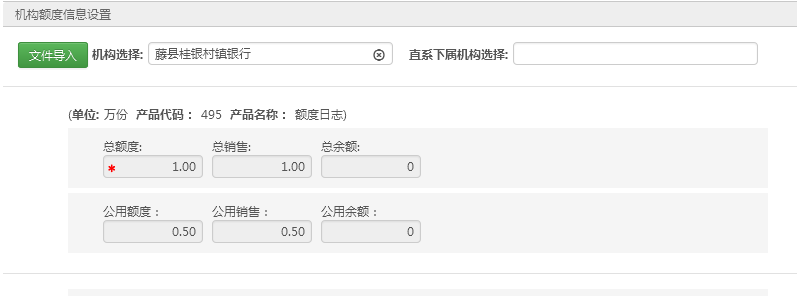 机构额度信息设置
文件导入 机构选择: 藤县桂银村镇银行 直系下属机构选择:
(单位: 万份 产品代码： 495 产品名称： 额度日志)
总额度: 总销售: 总余额:
* 1.00 1.00 0
公用额度： 公用销售： 公用余额：
0.50 0.50 0